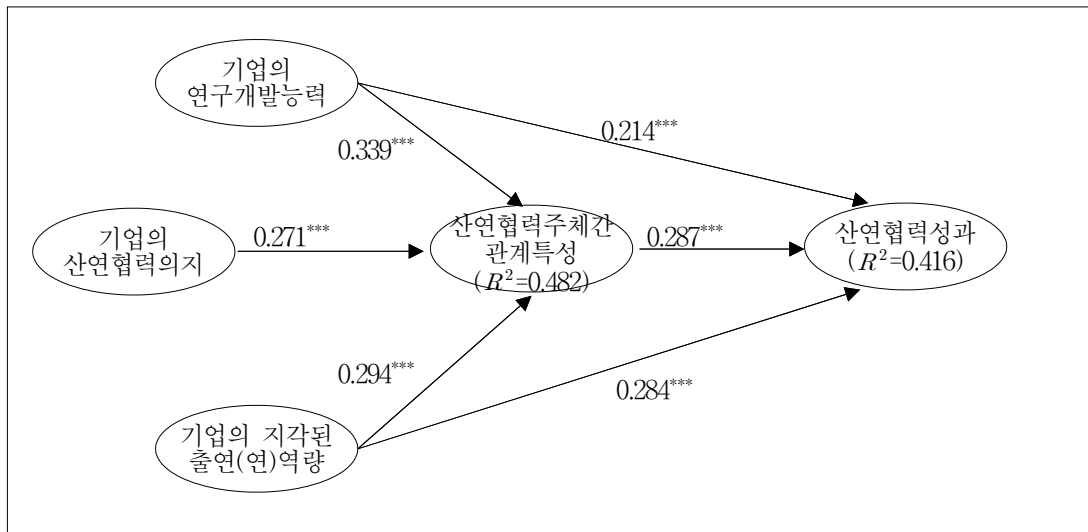 기업의
연구개발능력
0.214***
0.339***
기업의
산연협력의지
0.271***
산연협력주체간
관계특성
(R²=0.482)
0.287***
산연협력성과
(R²=0.416)
0.294***
0.284***
기업의 지각된
출연(연)역량